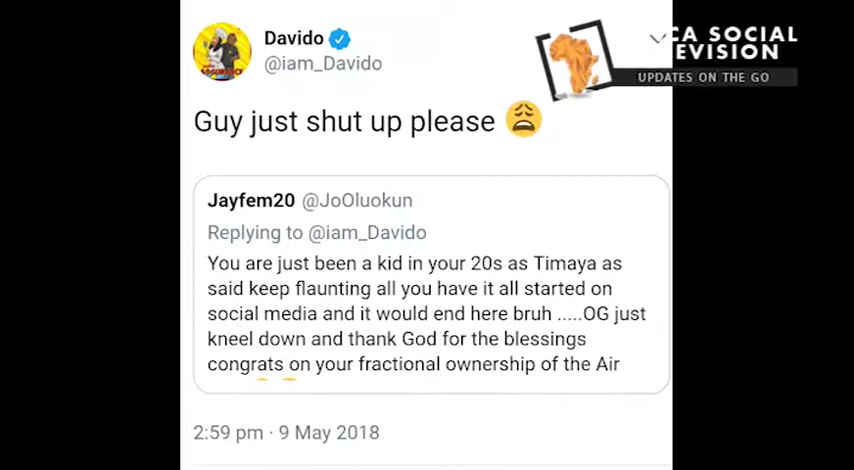 Davido
@iam_Davido
CA SOCIAL
EVISION
UPDATES ON THE GO
Guy just shut up please 😩
Jayfem20 @JoOluokun
Replying to @iam_Davido
You are just been a kid in your 20s as Timaya as
said keep flaunting all you have it all started on
social media and it would end here bruh .....OG just
kneel down and thank God for the blessings
congrats on your fractional ownership of the Air
2:59 pm · 9 May 2018